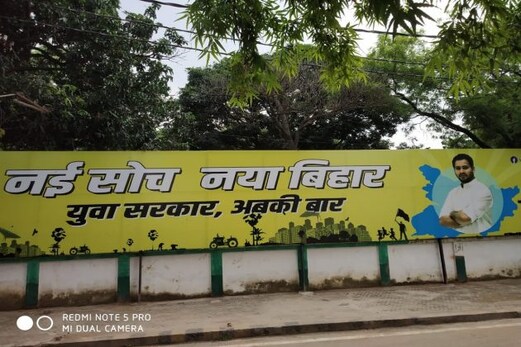 नई सोच नया बिहार
युवा सरकार, अबकी बार
REDMI NOTE 5 PRO
MI DUAL CAMERA